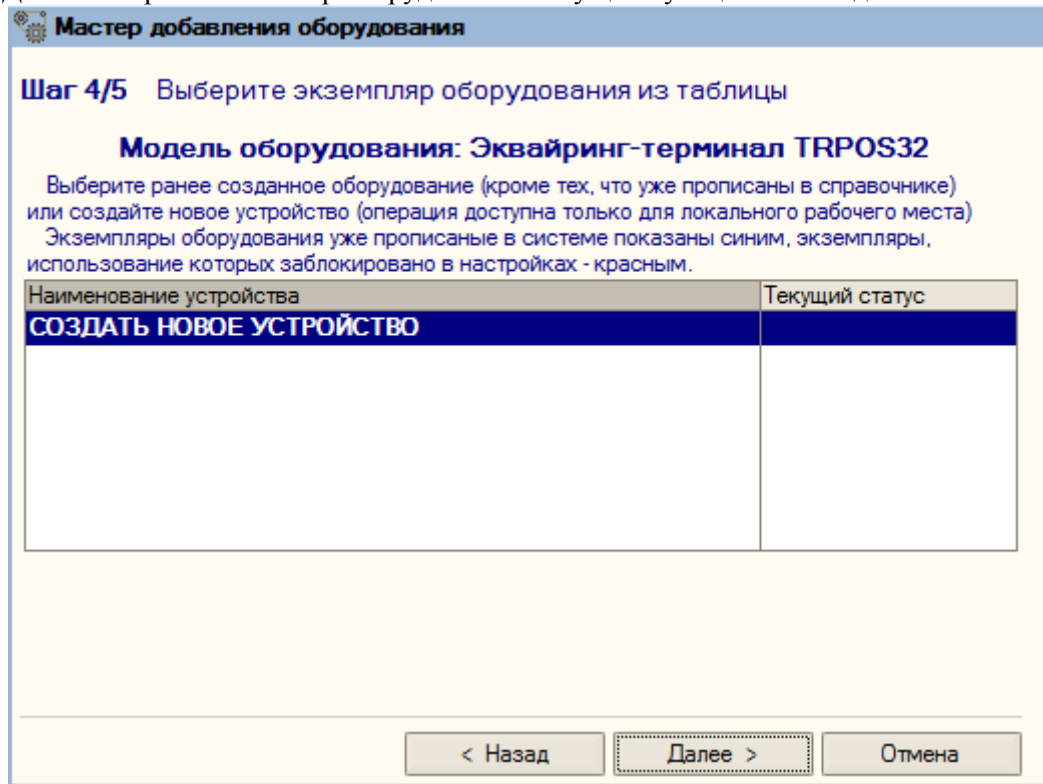 Мастер добавления оборудования
Шаг 4/5 Выберите экземпляр оборудования из таблицы
Модель оборудования: Эквайринг-терминал TRPOS32
Выберите ранее созданное оборудование (кроме тех, что уже прописаны в справочнике)
или создайте новое устройство (операция доступна только для локального рабочего места)
Экземпляры оборудования уже прописаные в системе показаны синим, экземпляры,
использование которых заблокировано в настройках - красным.
Наименование устройства Текущий статус
СОЗДАТЬ НОВОЕ УСТРОЙСТВО
< Назад Далее > Отмена